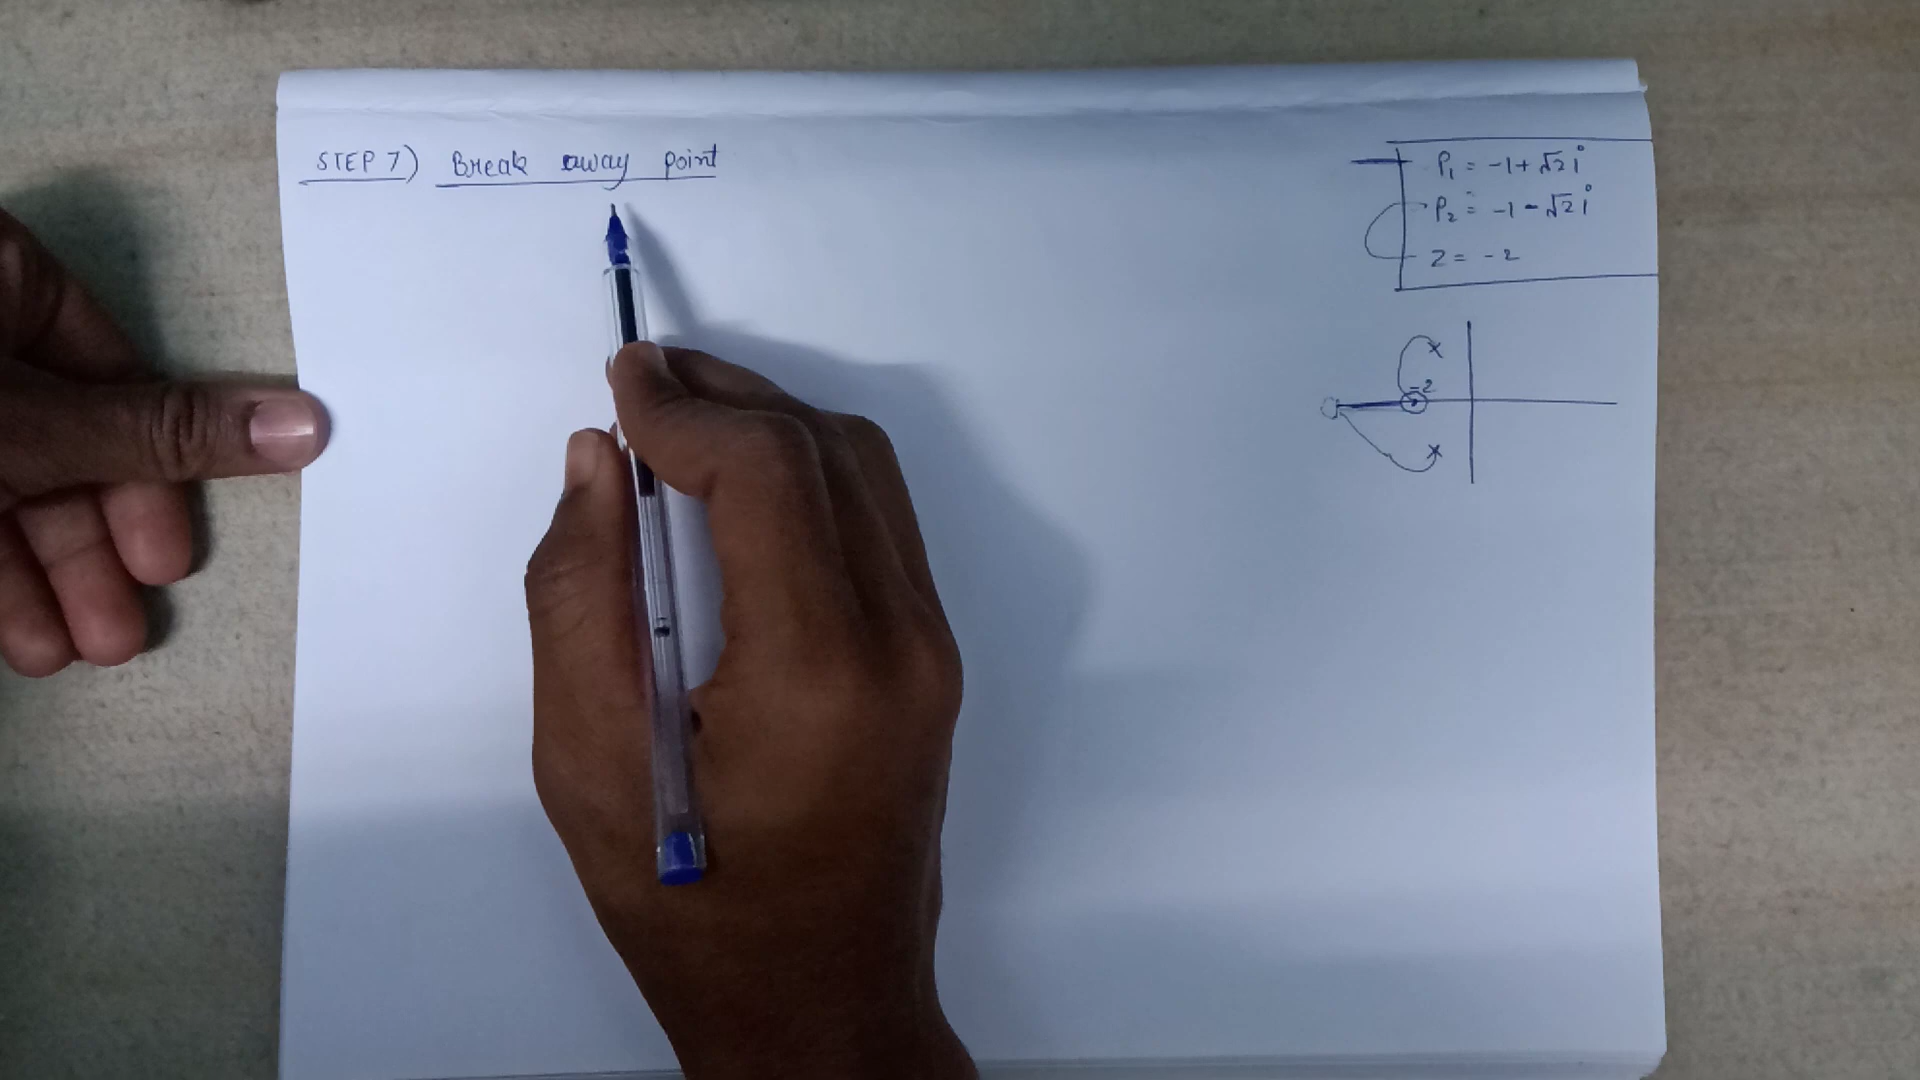 STEP 7) Break away point
P₁ = -1 + √2 i
P₂ = -1 - √2 i
Z = -2
-2